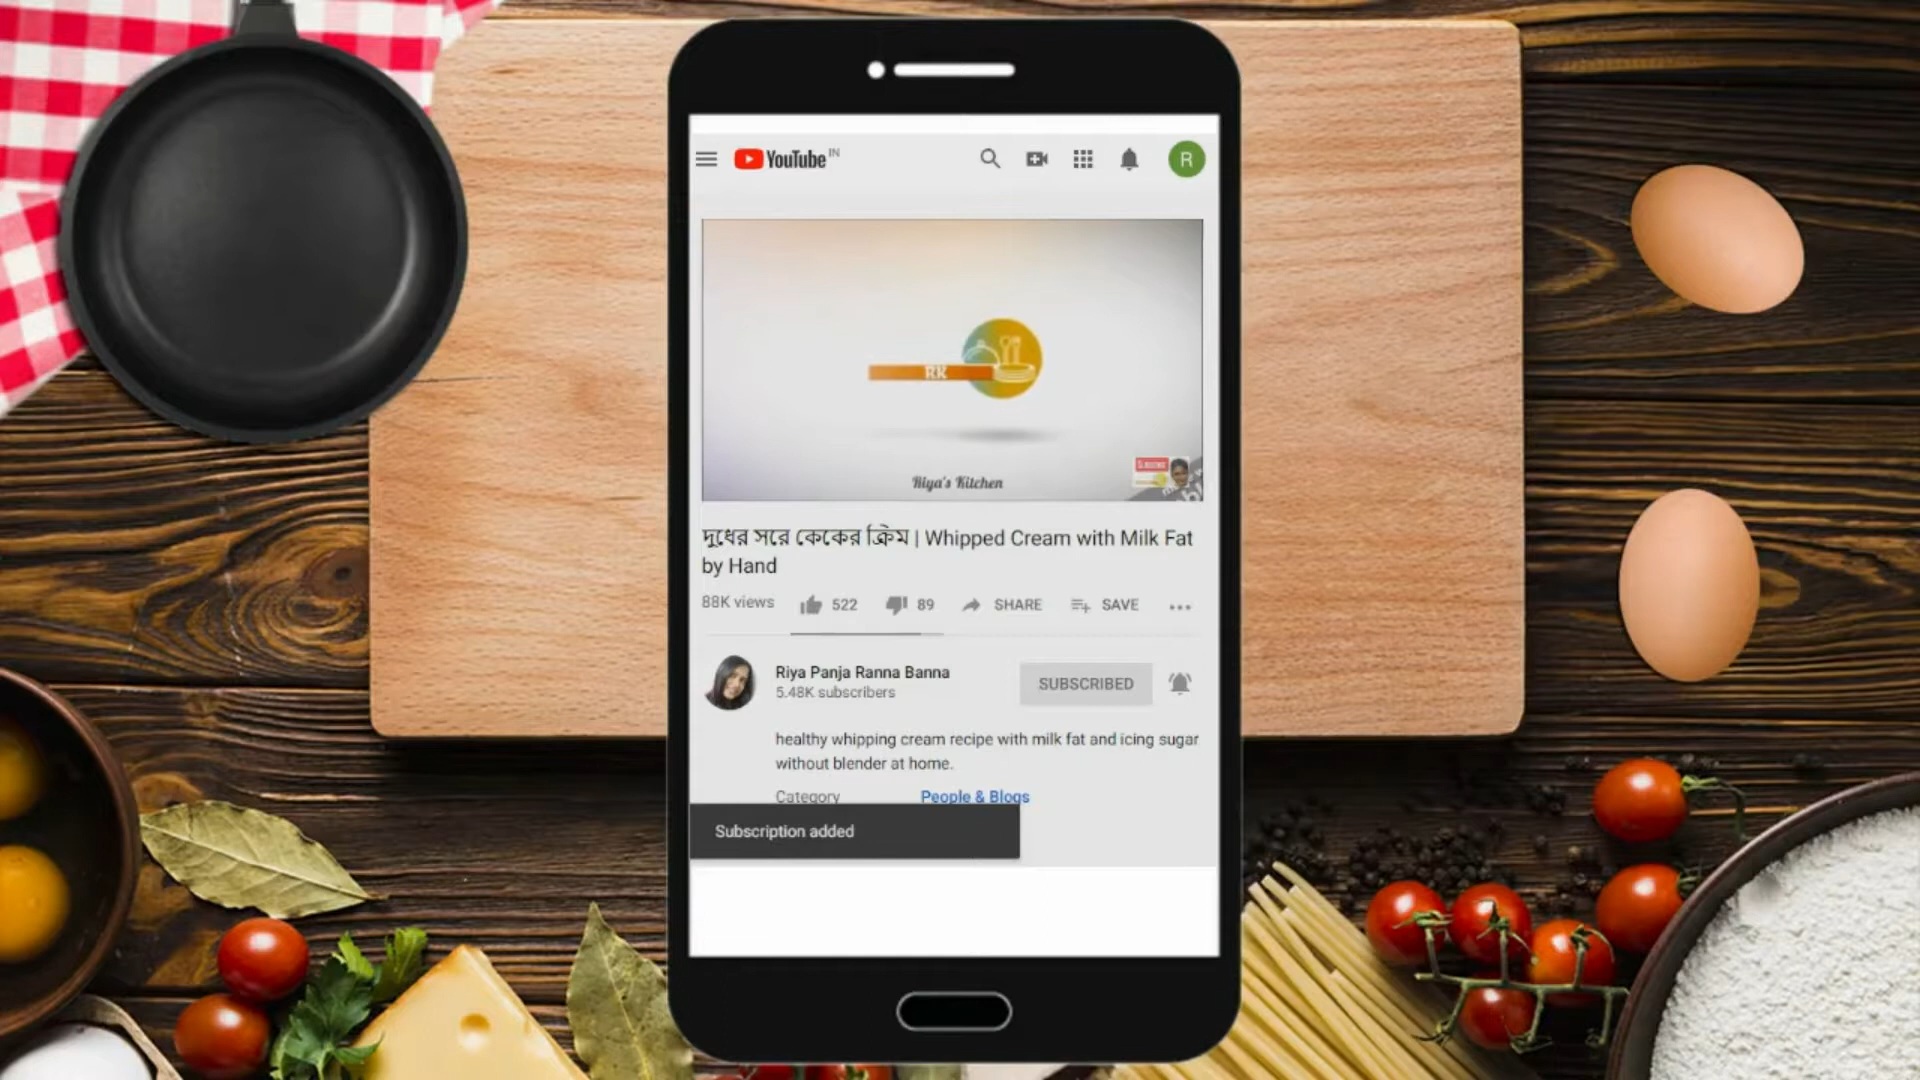 YouTube IN
R
RK
Riya's Kitchen
দুধের সরে কেকের ক্রিম | Whipped Cream with Milk Fat
by Hand
88K views 522 89 SHARE SAVE
Riya Panja Ranna Banna
5.48K subscribers
SUBSCRIBED
healthy whipping cream recipe with milk fat and icing sugar
without blender at home.
Category People & Blogs
Subscription added